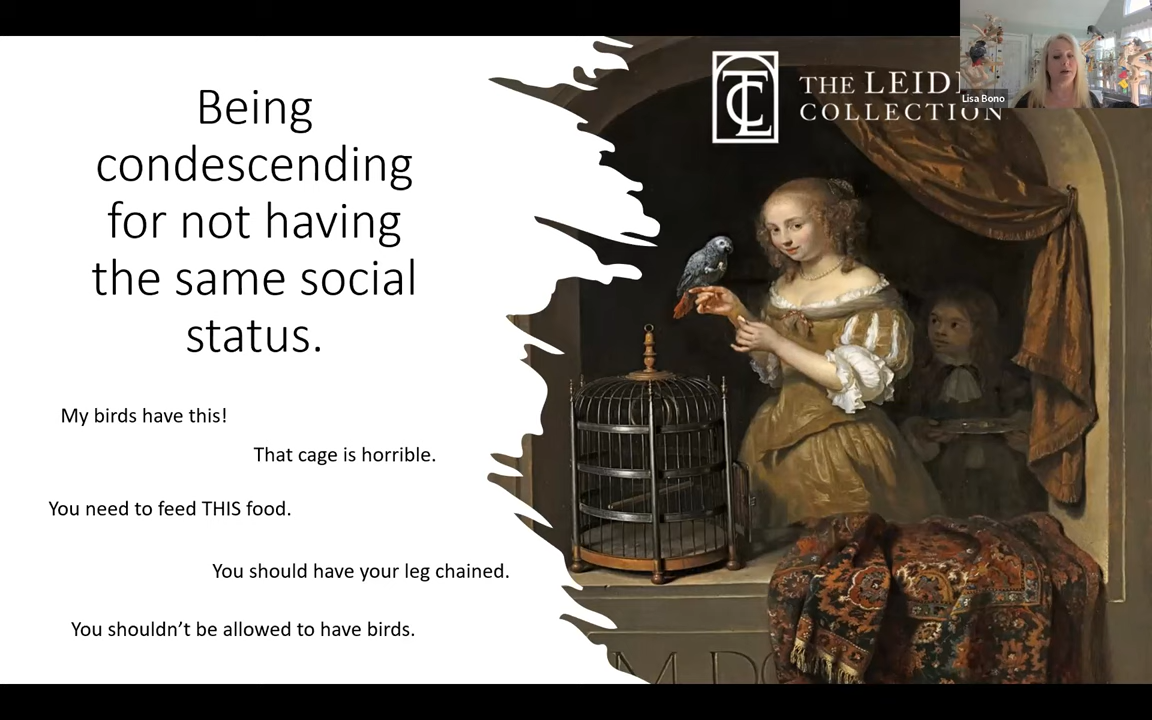 Being
condescending
for not having
the same social
status.
My birds have this!
That cage is horrible.
You need to feed THIS food.
You should have your leg chained.
You shouldn't be allowed to have birds.
TLC
THE LEID
COLLECTION
Lisa Bono